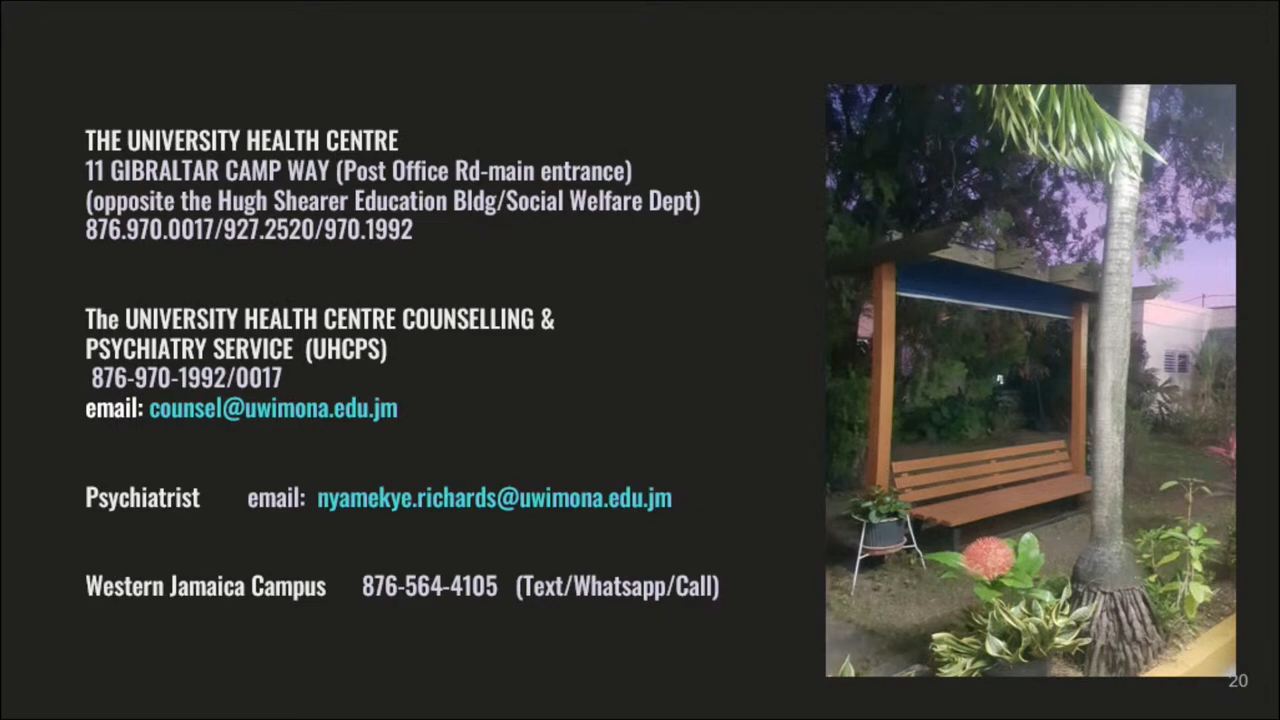 THE UNIVERSITY HEALTH CENTRE
11 GIBRALTAR CAMP WAY (Post Office Rd-main entrance)
(opposite the Hugh Shearer Education Bldg/Social Welfare Dept)
876.970.0017/927.2520/970.1992
The UNIVERSITY HEALTH CENTRE COUNSELLING &
PSYCHIATRY SERVICE (UHCPS)
876-970-1992/0017
email: counsel@uwimona.edu.jm
Psychiatrist email: nyamekye.richards@uwimona.edu.jm
Western Jamaica Campus 876-564-4105 (Text/Whatsapp/Call)
20